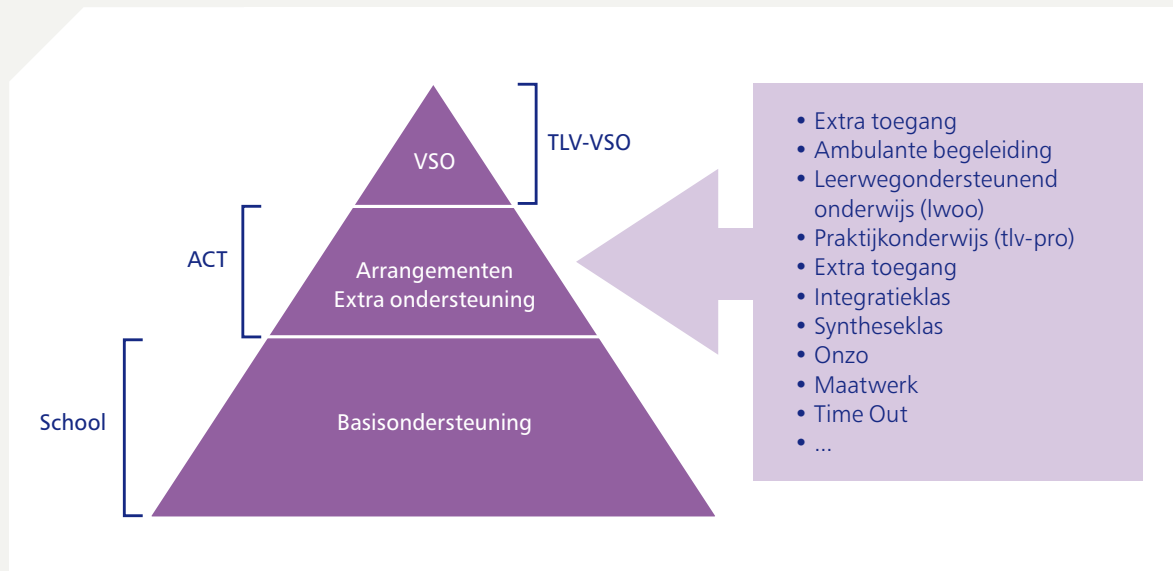 TLV-VSO
VSO
ACT
Arrangementen
Extra ondersteuning
School
Basisondersteuning
• Extra toegang
• Ambulante begeleiding
• Leerwegondersteunend
onderwijs (lwoo)
• Praktijkonderwijs (tlv-pro)
• Extra toegang
• Integratieklas
• Syntheseklas
• Onzo
• Maatwerk
• Time Out
• ...